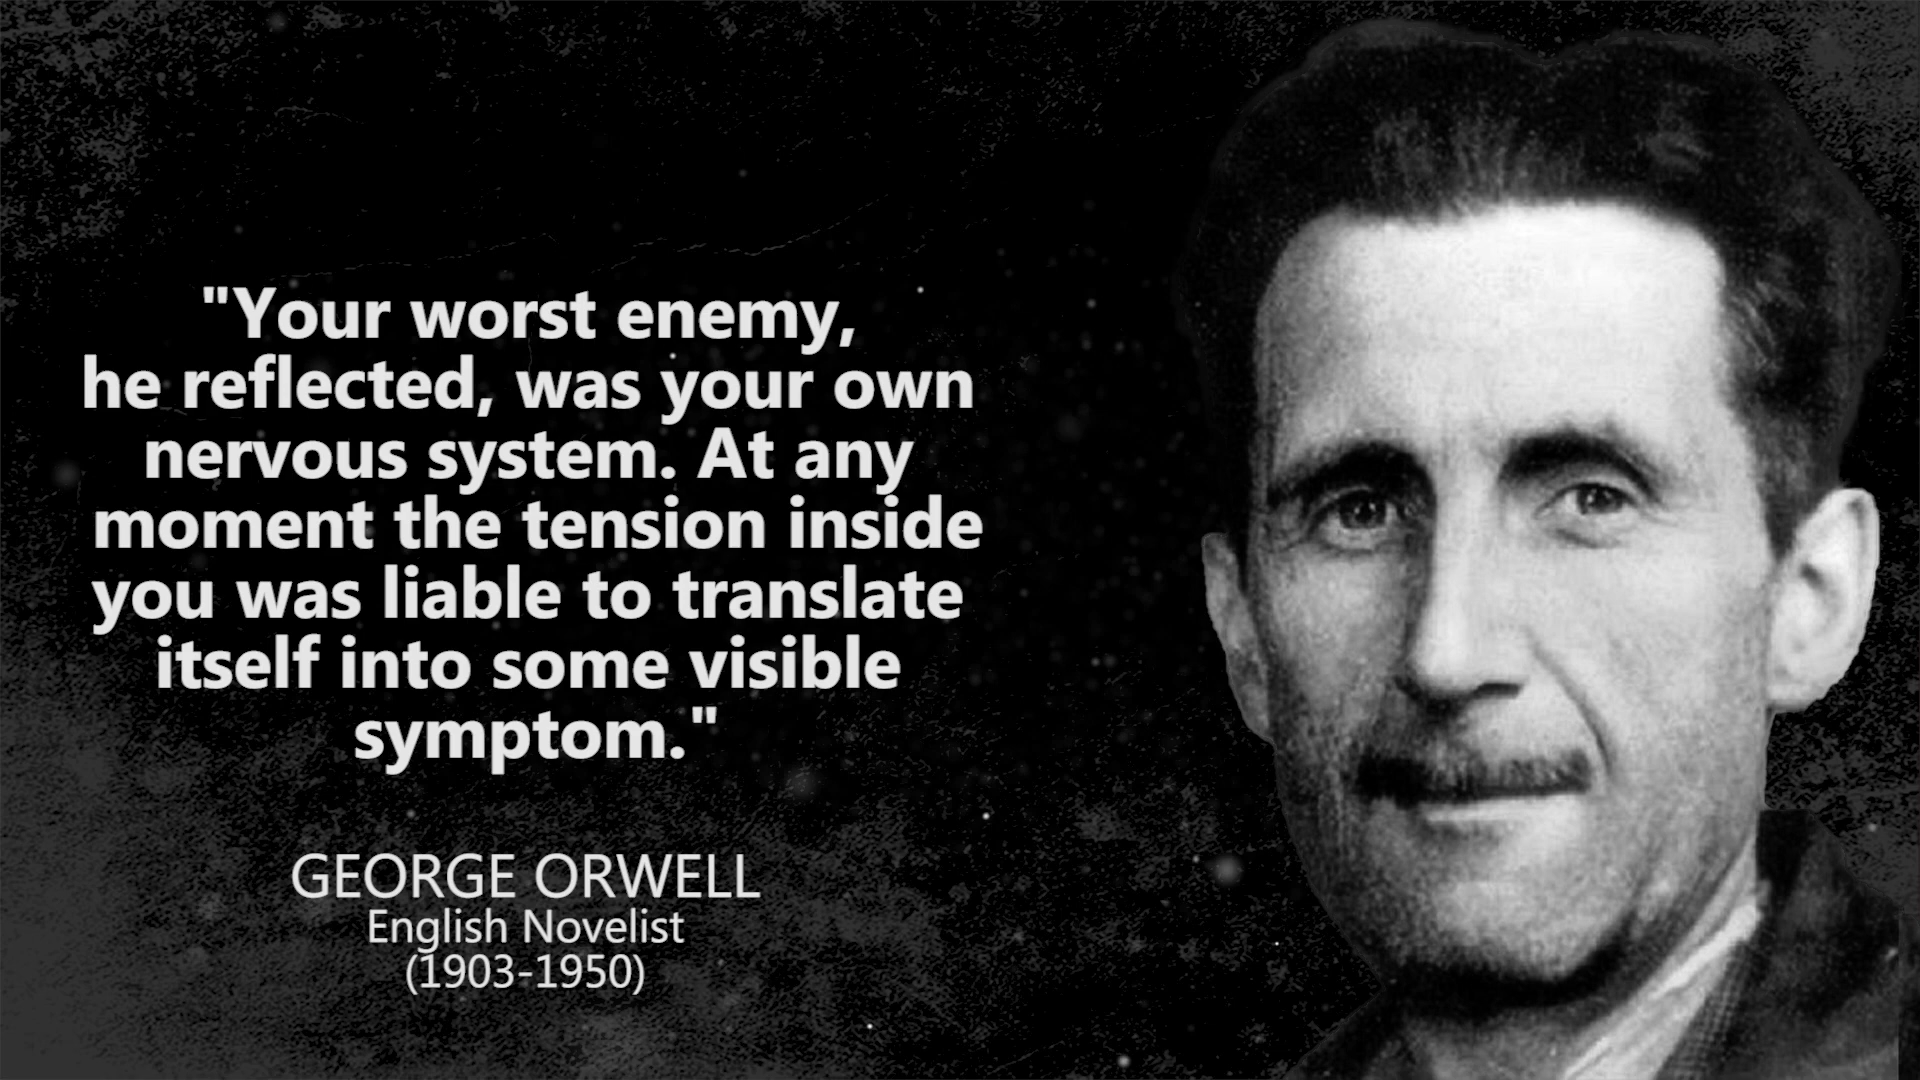 "Your worst enemy,
he reflected, was your own
nervous system. At any
moment the tension inside
you was liable to translate
itself into some visible
symptom."
GEORGE ORWELL
English Novelist
(1903-1950)